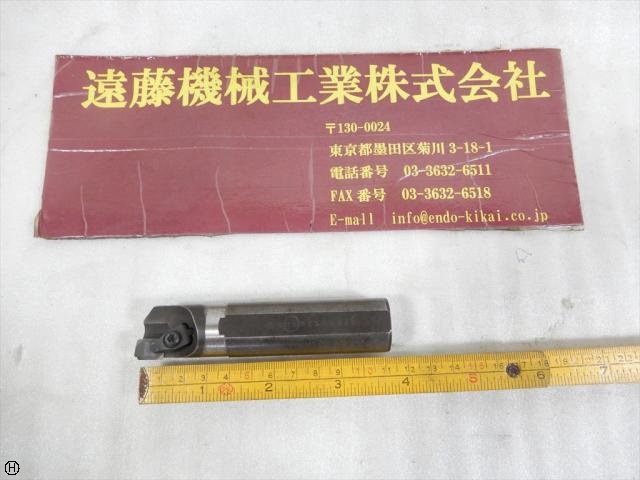 遠藤機械工業株式会社
〒130-0024
東京都墨田区菊川 3-18-1
電話番号 03-3632-6511
FAX 番号 03-3632-6518
E-mail info@endo-kikai.co.jp
1 2 3 4 5 6 7
H